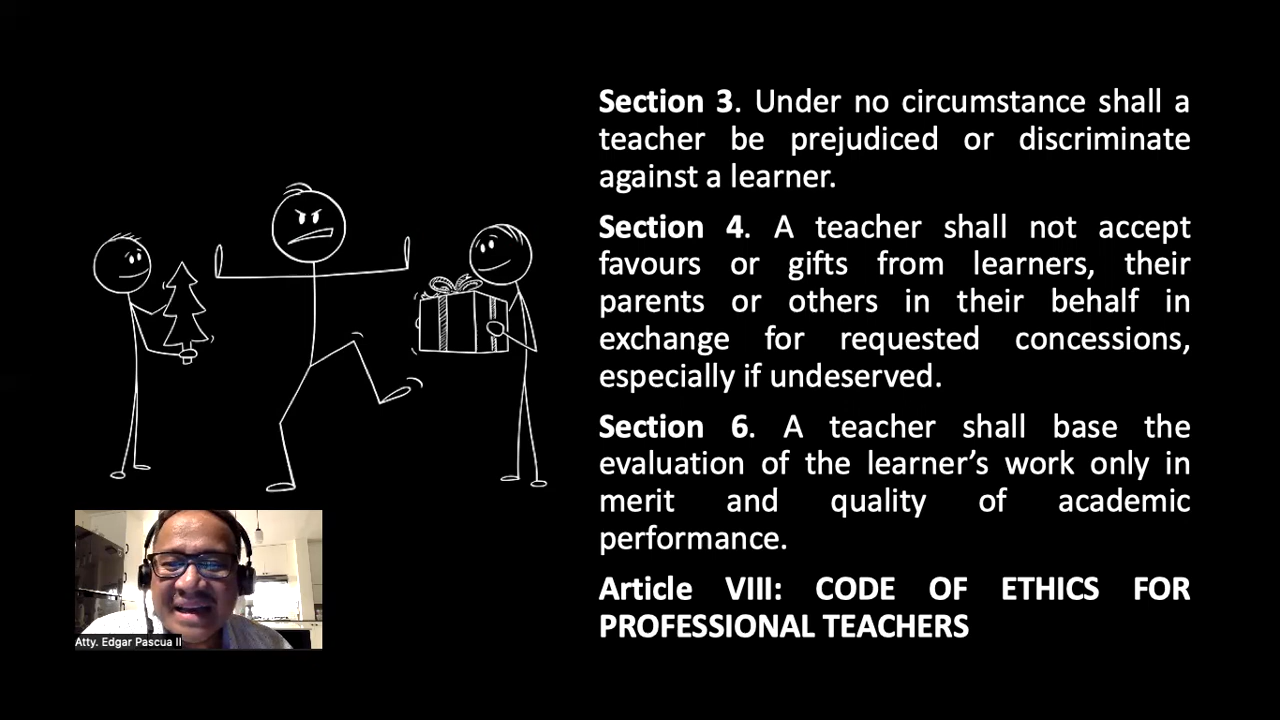 Section 3. Under no circumstance shall a
teacher be prejudiced or discriminate
against a learner.
Section 4. A teacher shall not accept
favours or gifts from learners, their
parents or others in their behalf in
exchange for requested concessions,
especially if undeserved.
Section 6. A teacher shall base the
evaluation of the learner’s work only in
merit and quality of academic
performance.
Article VIII: CODE OF ETHICS FOR
PROFESSIONAL TEACHERS
Atty. Edgar Pascua II